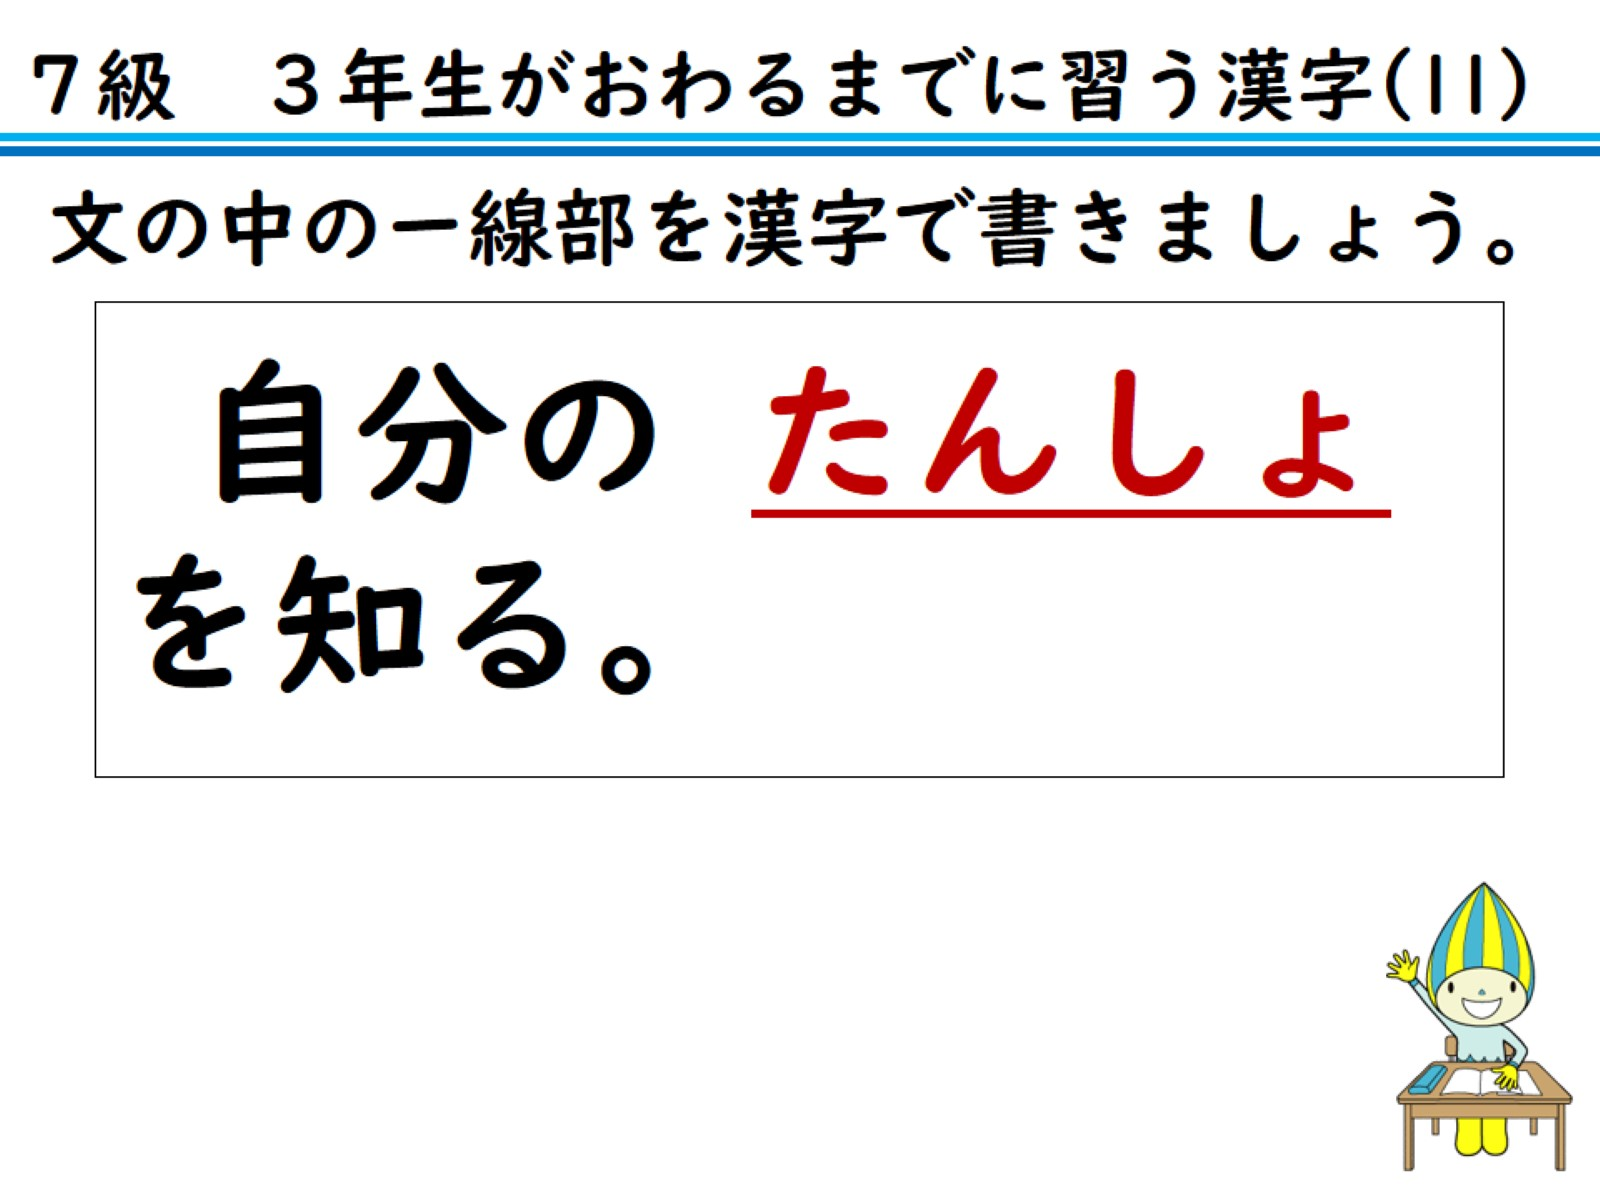 ７級　３年生がおわるまでに習う漢字(11)
文の中の一線部を漢字で書きましょう。
自分の たんしょ
を知る。